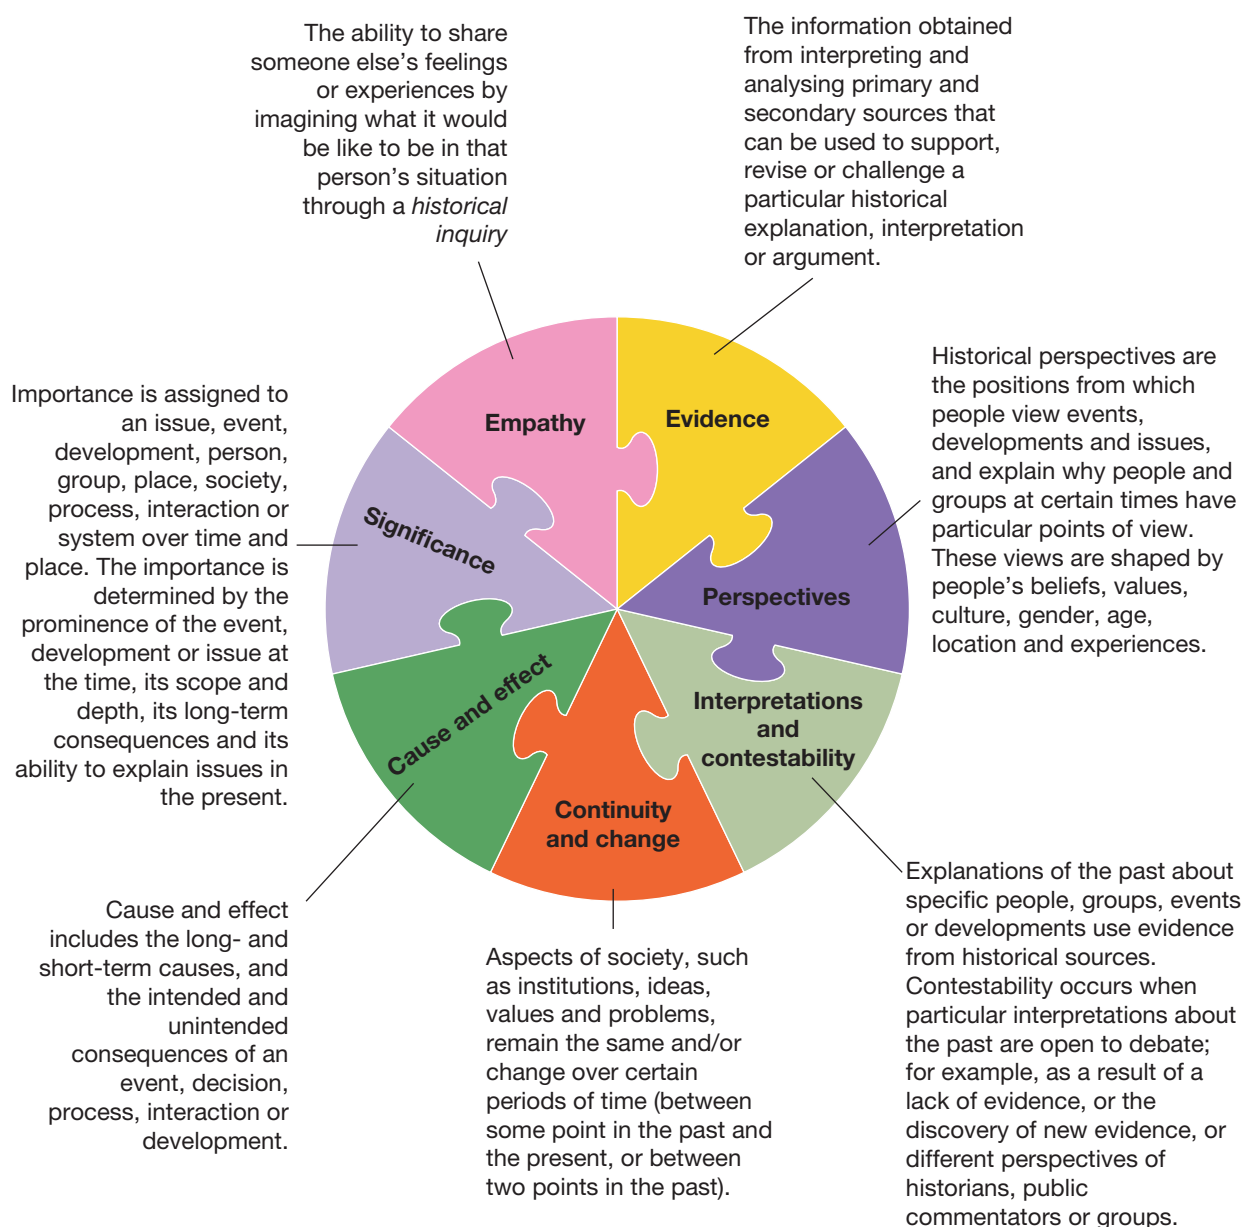 The ability to share
someone else’s feelings
or experiences by
imagining what it would
be like to be in that
person’s situation
through a historical
inquiry
The information obtained
from interpreting and
analysing primary and
secondary sources that
can be used to support,
revise or challenge a
particular historical
explanation, interpretation
or argument.
Historical perspectives are
the positions from which
people view events,
developments and issues,
and explain why people and
groups at certain times have
particular points of view.
These views are shaped by
people’s beliefs, values,
culture, gender, age,
location and experiences.
Importance is assigned to
an issue, event,
development, person,
group, place, society,
process, interaction or
system over time and
place. The importance is
determined by the
prominence of the event,
development or issue at
the time, its scope and
depth, its long-term
consequences and its
ability to explain issues in
the present.
Empathy
Evidence
Significance
Perspectives
Cause and effect
Interpretations
and
contestability
Continuity
and change
Cause and effect
includes the long- and
short-term causes, and
the intended and
unintended
consequences of an
event, decision,
process, interaction or
development.
Aspects of society, such
as institutions, ideas,
values and problems,
remain the same and/or
change over certain
periods of time (between
some point in the past and
the present, or between
two points in the past).
Explanations of the past about
specific people, groups, events
or developments use evidence
from historical sources.
Contestability occurs when
particular interpretations about
the past are open to debate;
for example, as a result of a
lack of evidence, or the
discovery of new evidence, or
different perspectives of
historians, public
commentators or groups.